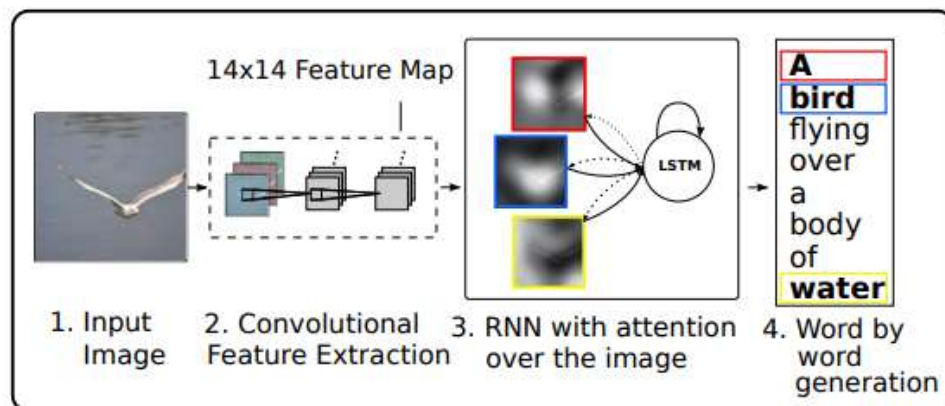 14x14 Feature Map
LSTM
A
bird
flying
over
a
body
of
water
1. Input
Image
2. Convolutional
Feature Extraction
3. RNN with attention
over the image
4. Word by
word
generation